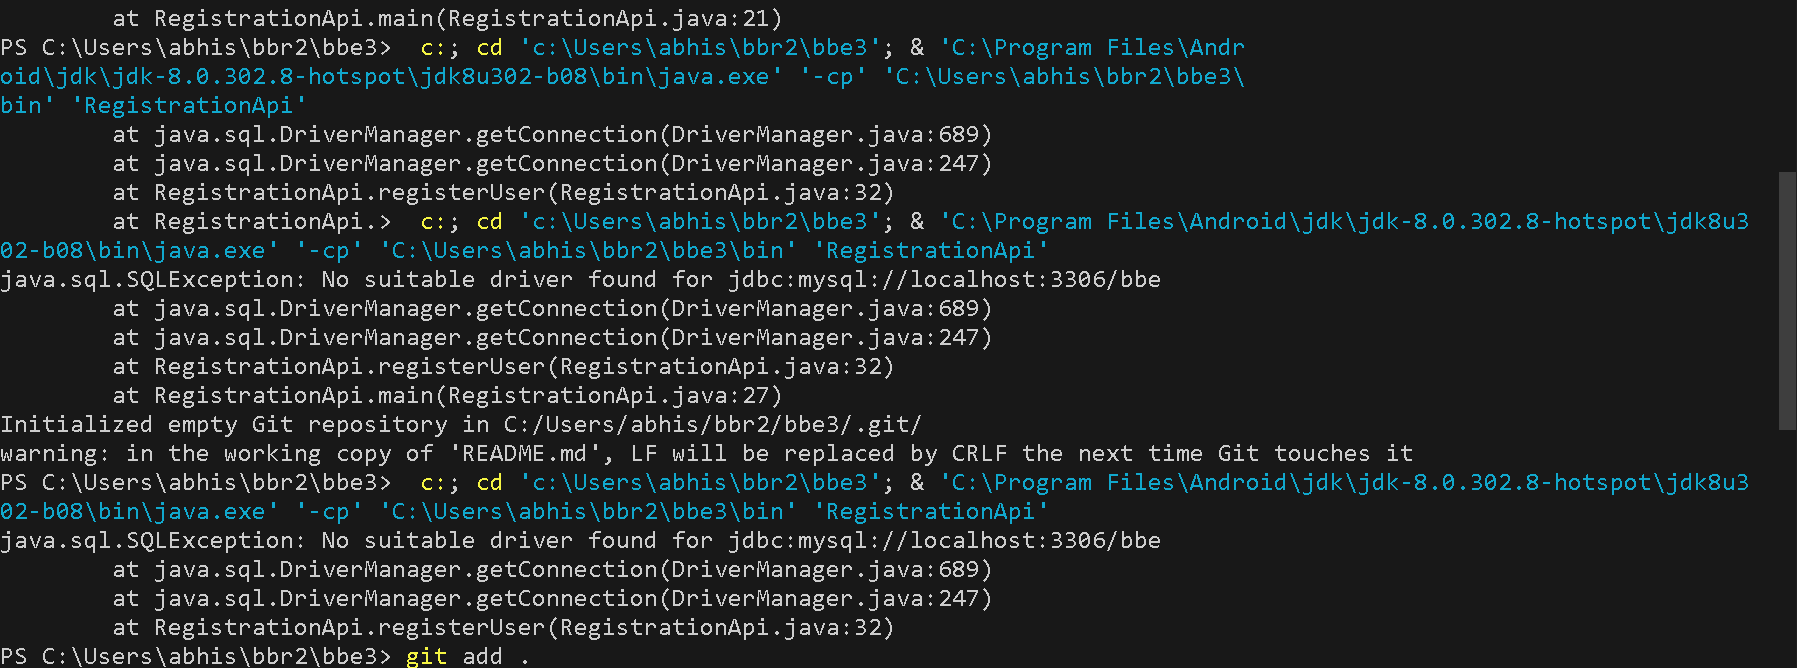 at RegistrationApi.main(RegistrationApi.java:21)
PS C:\Users\abhis\bbr2\bbe3>  c:; cd 'c:\Users\abhis\bbr2\bbe3'; & 'C:\Program Files\Andr
oid\jdk\jdk-8.0.302.8-hotspot\jdk8u302-b08\bin\java.exe' '-cp' 'C:\Users\abhis\bbr2\bbe3\
bin' 'RegistrationApi'
at java.sql.DriverManager.getConnection(DriverManager.java:689)
at java.sql.DriverManager.getConnection(DriverManager.java:247)
at RegistrationApi.registerUser(RegistrationApi.java:32)
at RegistrationApi.>  c:; cd 'c:\Users\abhis\bbr2\bbe3'; & 'C:\Program Files\Android\jdk\jdk-8.0.302.8-hotspot\jdk8u3
02-b08\bin\java.exe' '-cp' 'C:\Users\abhis\bbr2\bbe3\bin' 'RegistrationApi'
java.sql.SQLException: No suitable driver found for jdbc:mysql://localhost:3306/bbe
at java.sql.DriverManager.getConnection(DriverManager.java:689)
at java.sql.DriverManager.getConnection(DriverManager.java:247)
at RegistrationApi.registerUser(RegistrationApi.java:32)
at RegistrationApi.main(RegistrationApi.java:27)
Initialized empty Git repository in C:/Users/abhis/bbr2/bbe3/.git/
warning: in the working copy of 'README.md', LF will be replaced by CRLF the next time Git touches it
PS C:\Users\abhis\bbr2\bbe3>  c:; cd 'c:\Users\abhis\bbr2\bbe3'; & 'C:\Program Files\Android\jdk\jdk-8.0.302.8-hotspot\jdk8u3
02-b08\bin\java.exe' '-cp' 'C:\Users\abhis\bbr2\bbe3\bin' 'RegistrationApi'
java.sql.SQLException: No suitable driver found for jdbc:mysql://localhost:3306/bbe
at java.sql.DriverManager.getConnection(DriverManager.java:689)
at java.sql.DriverManager.getConnection(DriverManager.java:247)
at RegistrationApi.registerUser(RegistrationApi.java:32)
PS C:\Users\abhis\bbr2\bbe3> git add .